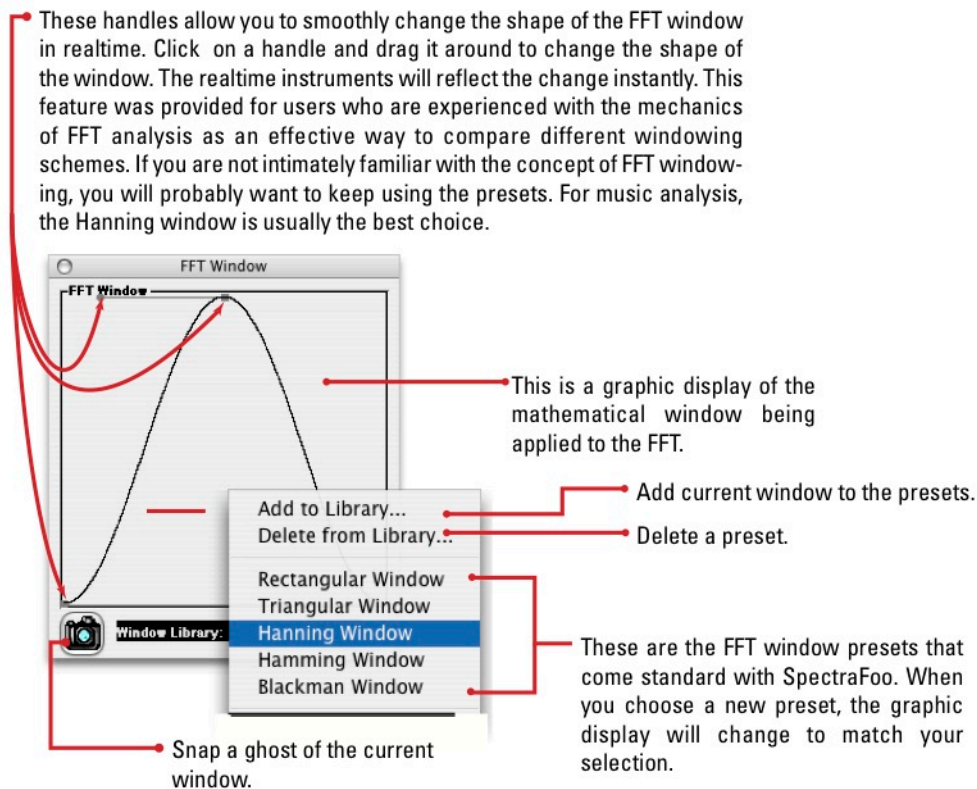 These handles allow you to smoothly change the shape of the FFT window
in realtime. Click on a handle and drag it around to change the shape of
the window. The realtime instruments will reflect the change instantly. This
feature was provided for users who are experienced with the mechanics
of FFT analysis as an effective way to compare different windowing
schemes. If you are not intimately familiar with the concept of FFT window-
ing, you will probably want to keep using the presets. For music analysis,
the Hanning window is usually the best choice.
FFT Window
FFT Window
This is a graphic display of the
mathematical window being
applied to the FFT.
Add to Library...
Delete from Library...
Rectangular Window
Triangular Window
Hanning Window
Hamming Window
Blackman Window
Window Library:
Add current window to the presets.
Delete a preset.
These are the FFT window presets that
come standard with SpectraFoo. When
you choose a new preset, the graphic
display will change to match your
selection.
Snap a ghost of the current
window.